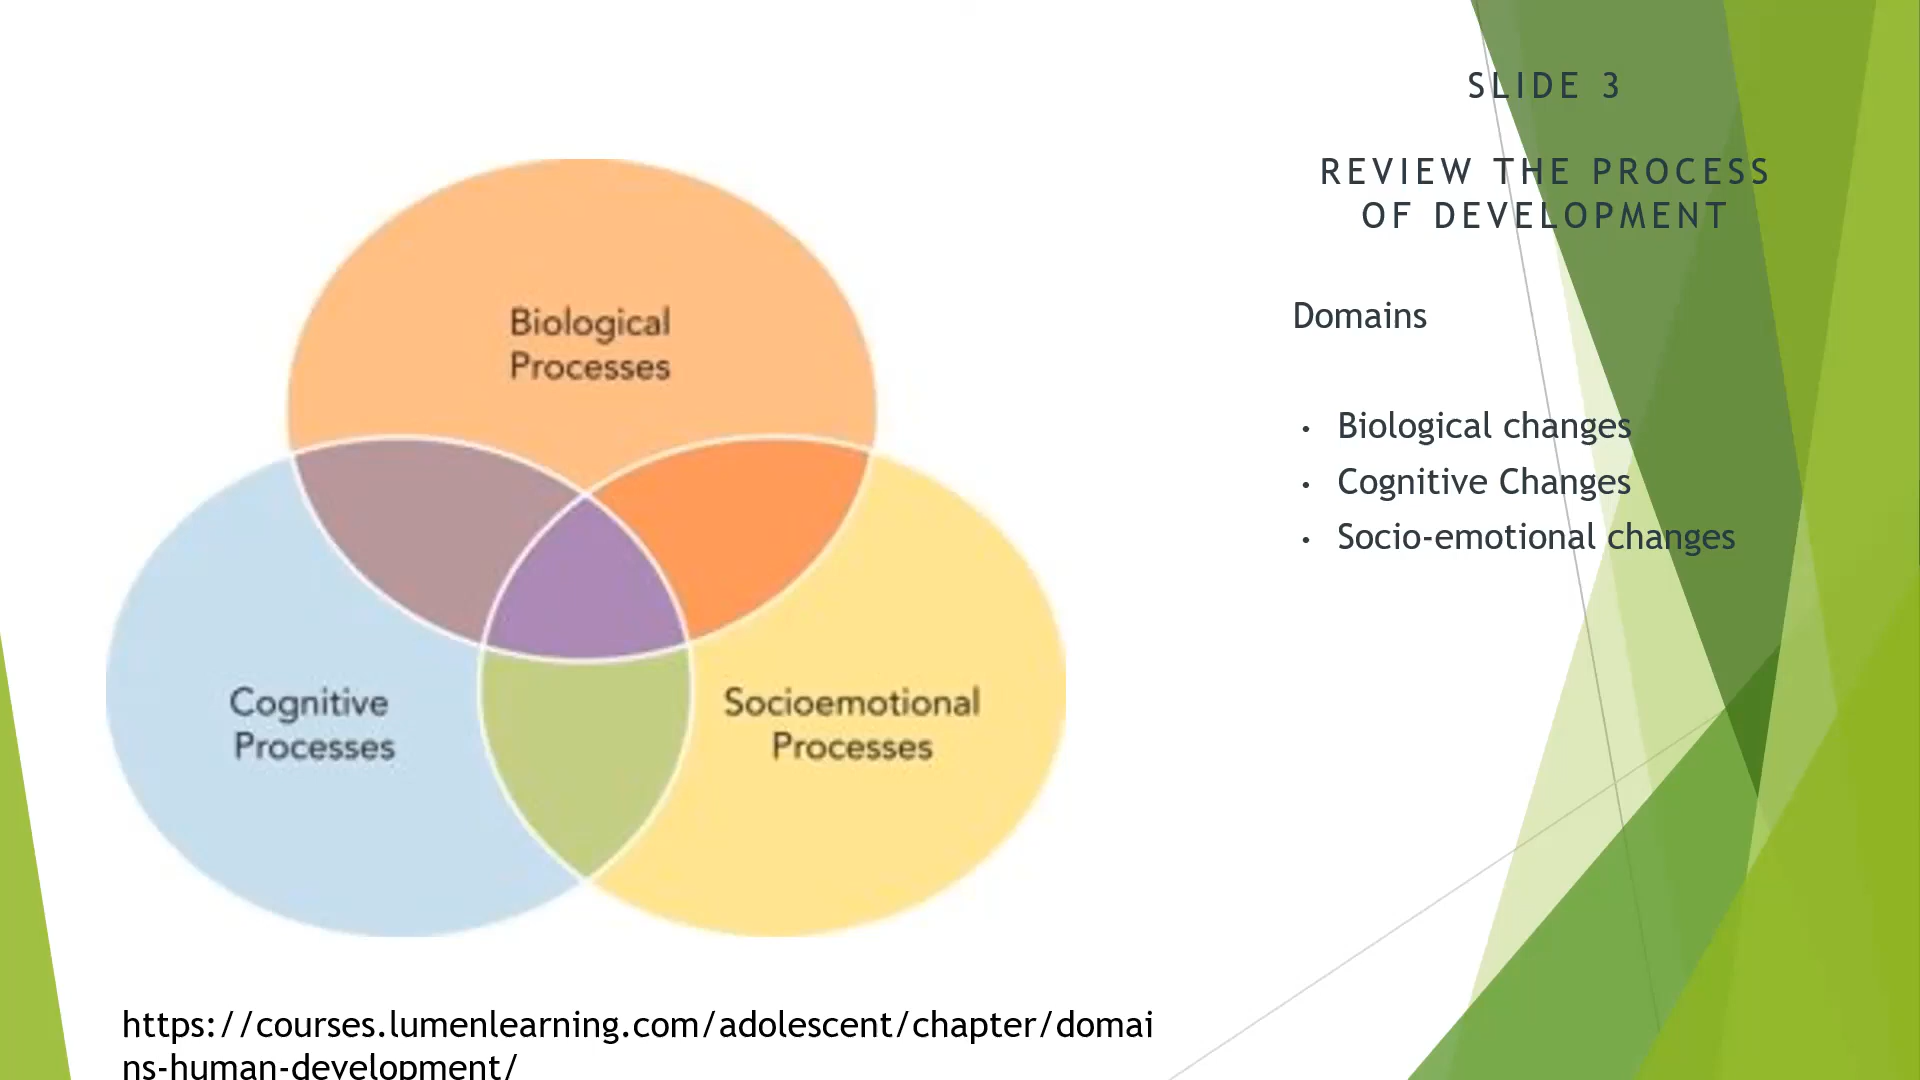 SLIDE 3
REVIEW THE PROCESS
OF DEVELOPMENT
Domains
• Biological changes
• Cognitive Changes
• Socio-emotional changes
Biological
Processes
Cognitive
Processes
Socioemotional
Processes
https://courses.lumenlearning.com/adolescent/chapter/domai
ns-human-development/